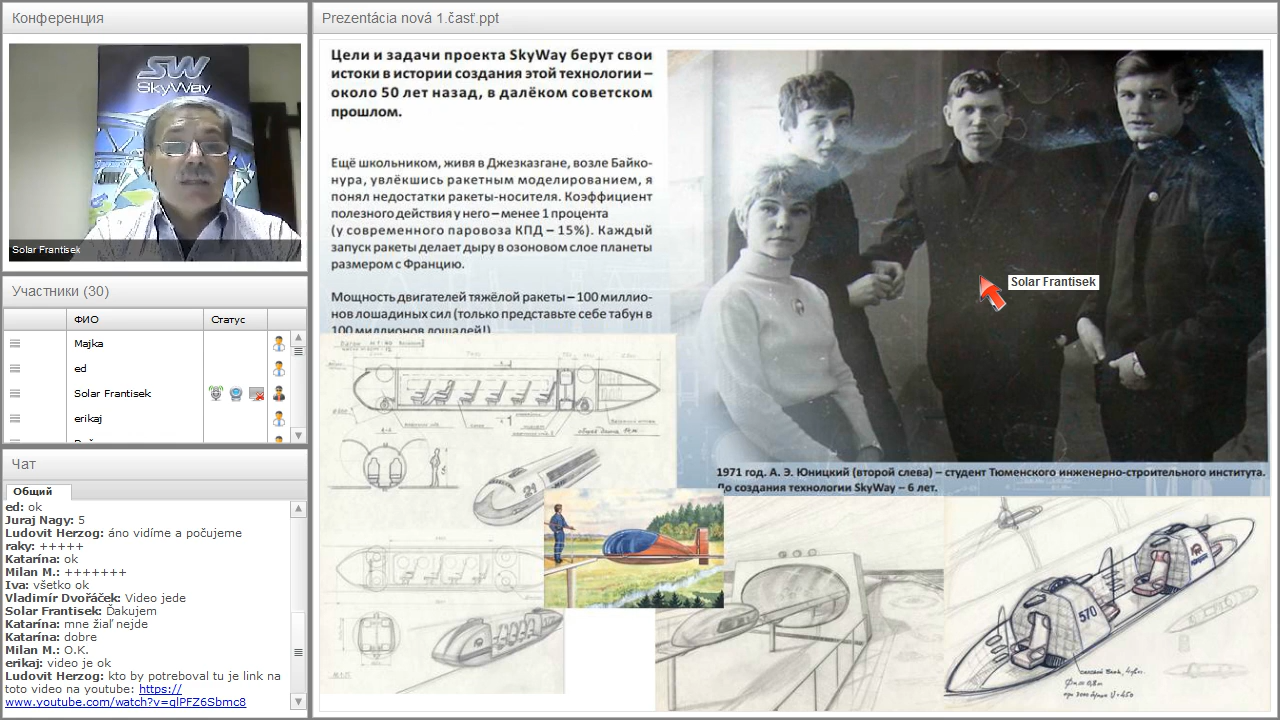 Конференция
SW
SkyWay
Solar Frantisek
Участники (30)
ФИО
Статус
Majka
ed
Solar Frantisek
erikaj
Чат
Общий
ed: ok
Juraj Nagy: 5
Ludovit Herzog: áno vidíme a počujeme
raky: +++++
Katarína: ok
Milan M.: +++++++
Iva: všetko ok
Vladimír Dvořáček: Video jede
Solar Frantisek: Ďakujem
Katarína: mne žiaľ nejde
Katarína: dobre
Milan M.: O.K.
erikaj: video je ok
Ludovit Herzog: kto by potreboval tu je link na
toto video na youtube: https://
www.youtube.com/watch?v=qlPFZ6Sbmc8
Prezentácia nová 1.časť.ppt
Цели и задачи проекта SkyWay берут свои
истоки в истории создания этой технологии –
около 50 лет назад, в далёком советском
прошлом.
Ещё школьником, живя в Джезказгане, возле Байко-
нура, увлёкшись ракетным моделированием, я
понял недостатки ракеты-носителя. Коэффициент
полезного действия у него – менее 1 процента
(у современного паровоза КПД – 15%). Каждый
запуск ракеты делает дыру в озоновом слое планеты
размером с Францию.
Мощность двигателей тяжёлой ракеты – 100 миллио-
нов лошадиных сил (только представьте себе табун в
100 миллионов лошадей!)
Solar Frantisek
1971 год. А. Э. Юницкий (второй слева) – студент Тюменского инженерно-строительного института.
До создания технологии SkyWay – 6 лет.
570